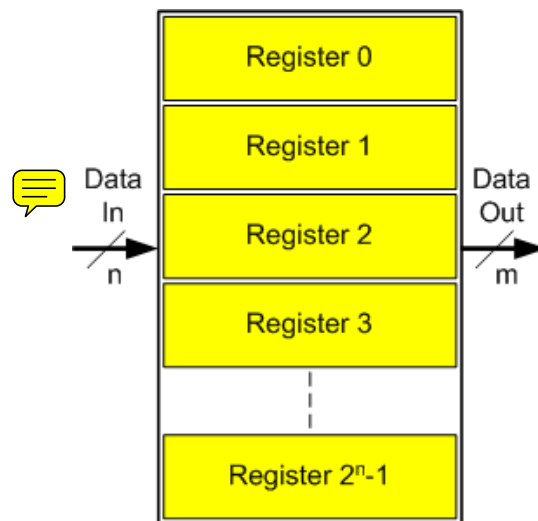 Register 0
Register 1
Data
In
n
Register 2
Data
Out
m
Register 3
Register 2ⁿ-1